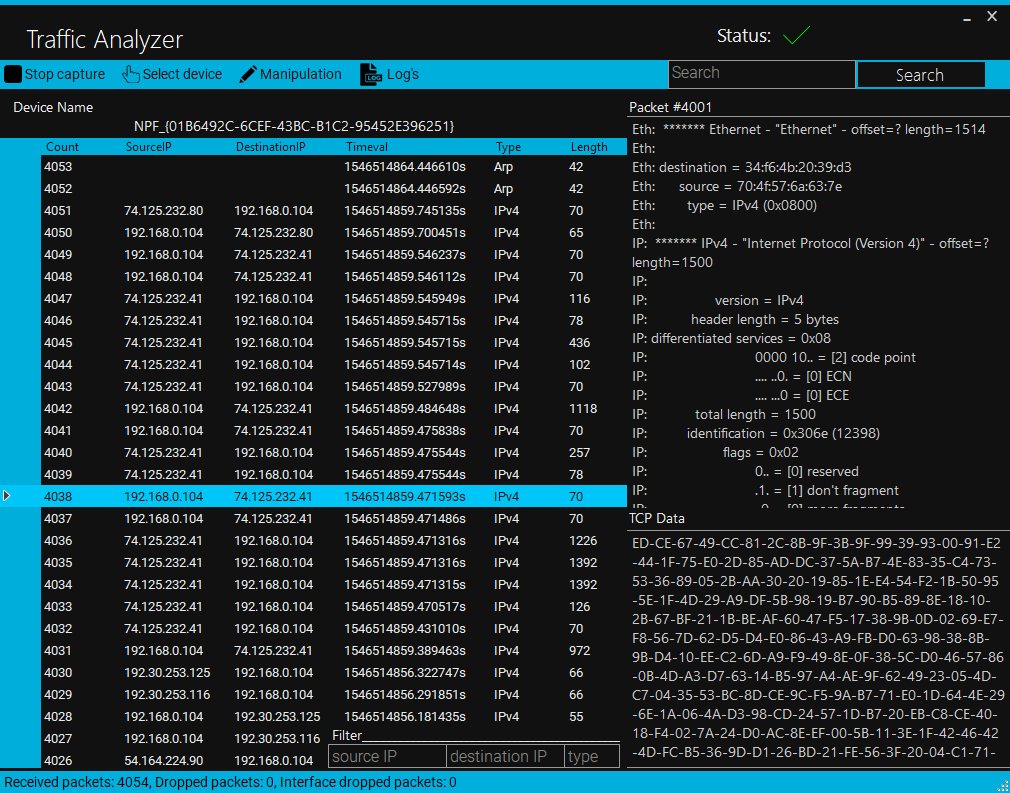 Traffic Analyzer
Status:
Stop capture Select device Manipulation Log's
Search Search
Device Name
NPF_{01B6492C-6CEF-43BC-B1C2-95452E396251}
Count SourceIP DestinationIP Timeval Type Length
4053 1546514864.446610s Arp 42
4052 1546514864.446592s Arp 42
4051 74.125.232.80 192.168.0.104 1546514859.745135s IPv4 70
4050 192.168.0.104 74.125.232.80 1546514859.700451s IPv4 65
4049 192.168.0.104 74.125.232.41 1546514859.546237s IPv4 70
4048 192.168.0.104 74.125.232.41 1546514859.546112s IPv4 70
4047 74.125.232.41 192.168.0.104 1546514859.545949s IPv4 116
4046 74.125.232.41 192.168.0.104 1546514859.545715s IPv4 78
4045 74.125.232.41 192.168.0.104 1546514859.545715s IPv4 436
4044 74.125.232.41 192.168.0.104 1546514859.545714s IPv4 102
4043 74.125.232.41 192.168.0.104 1546514859.527989s IPv4 70
4042 192.168.0.104 74.125.232.41 1546514859.484648s IPv4 1118
4041 192.168.0.104 74.125.232.41 1546514859.475838s IPv4 70
4040 74.125.232.41 192.168.0.104 1546514859.475544s IPv4 257
4039 74.125.232.41 192.168.0.104 1546514859.475544s IPv4 78
4038 192.168.0.104 74.125.232.41 1546514859.471593s IPv4 70
4037 192.168.0.104 74.125.232.41 1546514859.471486s IPv4 70
4036 74.125.232.41 192.168.0.104 1546514859.471316s IPv4 1226
4035 74.125.232.41 192.168.0.104 1546514859.471316s IPv4 1392
4034 74.125.232.41 192.168.0.104 1546514859.471315s IPv4 1392
4033 74.125.232.41 192.168.0.104 1546514859.470517s IPv4 126
4032 74.125.232.41 192.168.0.104 1546514859.431010s IPv4 70
4031 192.168.0.104 74.125.232.41 1546514859.389463s IPv4 972
4030 192.30.253.125 192.168.0.104 1546514856.322747s IPv4 66
4029 192.30.253.116 192.168.0.104 1546514856.291851s IPv4 66
4028 192.168.0.104 192.30.253.125 1546514856.181435s IPv4 55
4027 192.168.0.104 192.30.253.116
4026 54.164.224.90 192.168.0.104
Filter
source IP destination IP type
Packet #4001
Eth: ******* Ethernet - "Ethernet" - offset=? length=1514
Eth:
Eth: destination = 34:f6:4b:20:39:d3
Eth: source = 70:4f:57:6a:63:7e
Eth: type = IPv4 (0x0800)
Eth:
IP: ******* IPv4 - "Internet Protocol (Version 4)" - offset=?
length=1500
IP:
IP: version = IPv4
IP: header length = 5 bytes
IP: differentiated services = 0x08
IP: 0000 10.. = [2] code point
IP: .... ..0. = [0] ECN
IP: .... ...0 = [0] ECE
IP: total length = 1500
IP: identification = 0x306e (12398)
IP: flags = 0x02
IP: 0.. = [0] reserved
IP: .1. = [1] don't fragment
IP: ..0 = [0] more fragments
TCP Data
ED-CE-67-49-CC-81-2C-8B-9F-3B-9F-99-39-93-00-91-E2
-44-1F-75-E0-2D-85-AD-DC-37-5A-B7-4E-83-35-C4-73-
53-36-89-05-2B-AA-30-20-19-85-1E-E4-54-F2-1B-50-95
-5E-1F-4D-29-A9-DF-5B-98-19-B7-90-B5-89-8E-18-10-
2B-67-BF-21-1B-BE-AF-60-47-F5-17-38-9B-0D-02-69-E7-
F8-56-7D-62-D5-D4-E0-86-43-A9-FB-D0-63-98-38-8B-
9B-D4-10-EE-C2-6D-A9-F9-49-8E-0F-38-5C-D0-46-57-86
-0B-4D-A3-D7-63-14-B5-97-A4-AE-9F-62-49-23-05-4D-
C7-04-35-53-BC-8D-CE-9C-F5-9A-B7-71-E0-1D-64-4E-29
-6E-1A-06-4A-D3-98-CD-24-57-1D-B7-20-EB-C8-CE-40-
18-F4-02-7A-24-D0-AC-8E-EF-00-5B-11-3E-1F-42-46-42
-4D-FC-B5-36-9D-D1-26-BD-21-FE-56-3F-20-04-C1-71-
Received packets: 4054, Dropped packets: 0, Interface dropped packets: 0